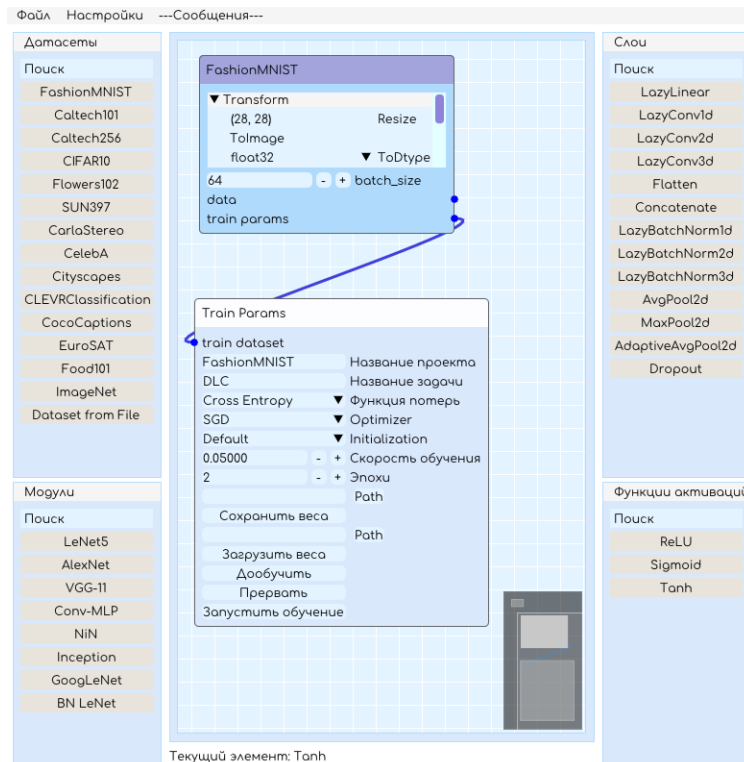 Файл Настройки ---Сообщения---
Датасеты
Поиск
FashionMNIST
Caltech101
Caltech256
CIFAR10
Flowers102
SUN397
CarlaStereo
CelebA
Cityscapes
CLEVRClassification
CocoCaptions
EuroSAT
Food101
ImageNet
Dataset from File
Модули
Поиск
LeNet5
AlexNet
VGG-11
Conv-MLP
NiN
Inception
GoogLeNet
BN LeNet
FashionMNIST
▼ Transform
(28, 28) Resize
ToImage
float32 ▼ ToDtype
64 - + batch_size
data
train params
Train Params
train dataset
FashionMNIST Название проекта
DLC Название задачи
Cross Entropy ▼ Функция потерь
SGD ▼ Optimizer
Default ▼ Initialization
0.05000 - + Скорость обучения
2 - + Эпохи
Path
Сохранить веса
Path
Загрузить веса
Дообучить
Прервать
Запустить обучение
Текущий элемент: Tanh
Слои
Поиск
LazyLinear
LazyConv1d
LazyConv2d
LazyConv3d
Flatten
Concatenate
LazyBatchNorm1d
LazyBatchNorm2d
LazyBatchNorm3d
AvgPool2d
MaxPool2d
AdaptiveAvgPool2d
Dropout
Функции активаций
Поиск
ReLU
Sigmoid
Tanh